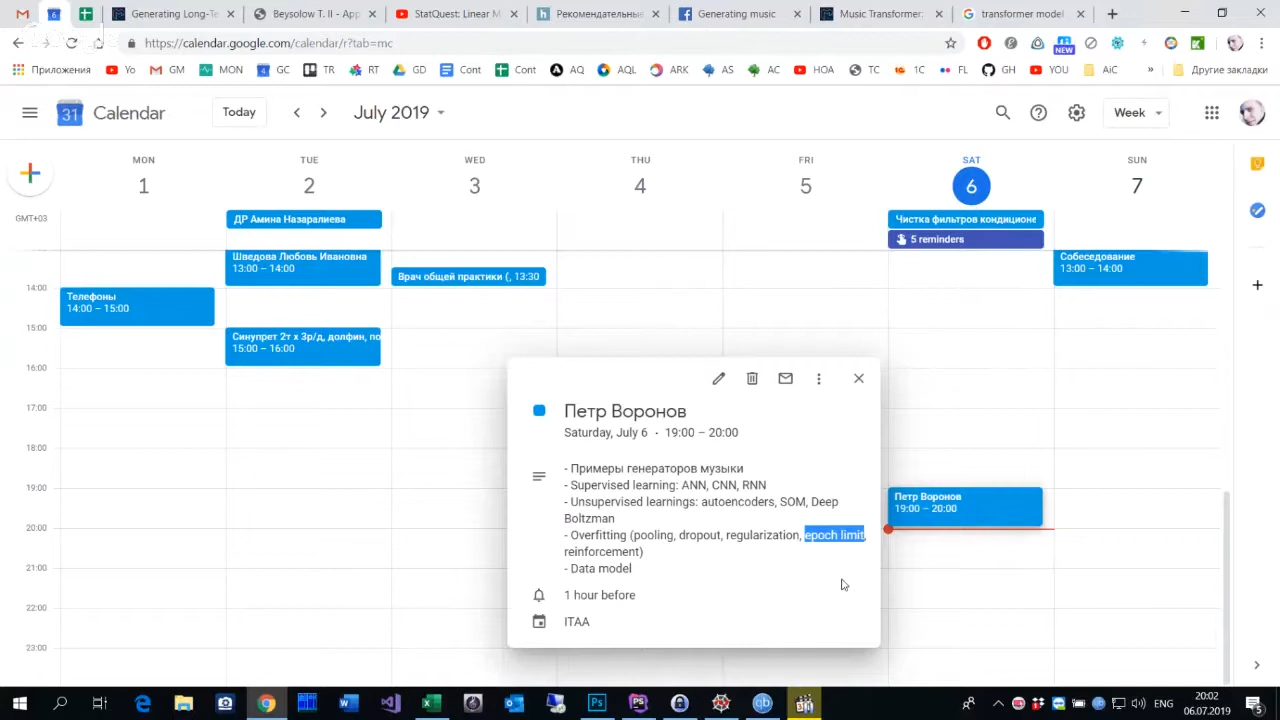 Generating Long-Te
Beysolow T. II - App
StatQuest: Linear M
Рекомендательные
Generating music
Music Transformer:
transformer model
https://calendar.google.com/calendar/r?tab=mc
NEW
Приложения
Yo
GM
MON
GC
TR
RT
GD
Cont
Cont
AQ
AQL
ARK
AS
AC
HOA
TC
1C
FL
GH
YOU
AiC
»
Другие закладки
31
Calendar
Today
July 2019
Week
MON
TUE
WED
THU
FRI
SAT
SUN
1
2
3
4
5
6
7
GMT+03
ДР Амина Назаралиева
Чистка фильтров кондиционе
5 reminders
Шведова Любовь Ивановна
13:00 – 14:00
Врач общей практики (, 13:30
Собеседование
13:00 – 14:00
14:00
Телефоны
14:00 – 15:00
15:00
Синупрет 2т х 3р/д, долфин, по
15:00 – 16:00
16:00
17:00
18:00
19:00
20:00
21:00
22:00
23:00
Петр Воронов
Saturday, July 6 · 19:00 – 20:00
- Примеры генераторов музыки
- Supervised learning: ANN, CNN, RNN
- Unsupervised learnings: autoencoders, SOM, Deep
Boltzman
- Overfitting (pooling, dropout, regularization, epoch limit,
reinforcement)
- Data model
1 hour before
ITAA
Петр Воронов
19:00 – 20:00
ENG
20:02
06.07.2019
5